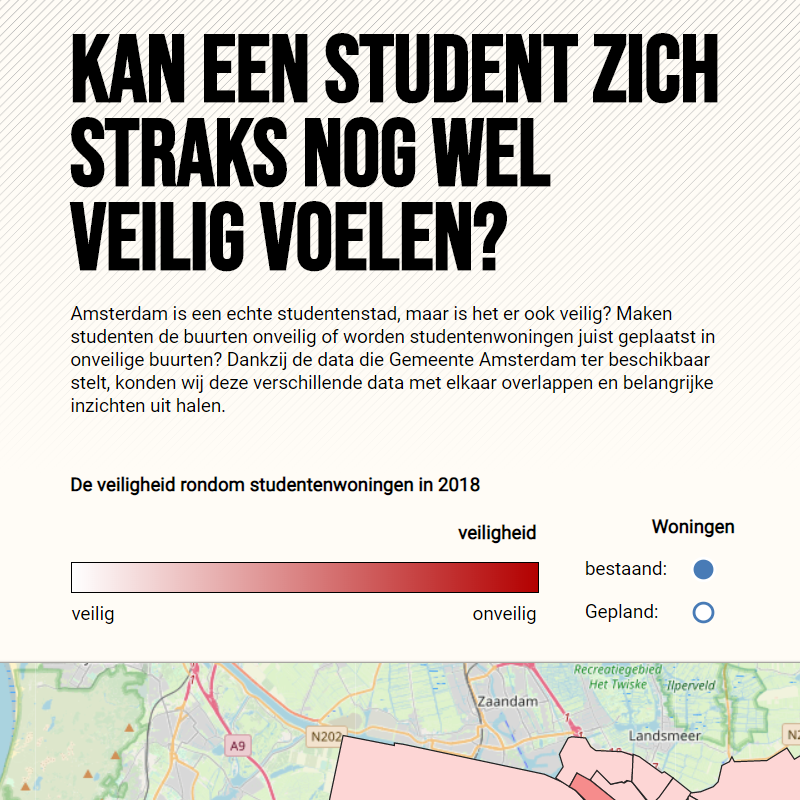 KAN EEN STUDENT ZICH
STRAKS NOG WEL
VEILIG VOELEN?
Amsterdam is een echte studentenstad, maar is het er ook veilig? Maken
studenten de buurten onveilig of worden studentenwoningen juist geplaatst in
onveilige buurten? Dankzij de data die Gemeente Amsterdam ter beschikbaar
stelt, konden wij deze verschillende data met elkaar overlappen en belangrijke
inzichten uit halen.
De veiligheid rondom studentenwoningen in 2018
veiligheid
Woningen
bestaand:
veilig
onveilig
Gepland:
Recreatiegebied
Het Twiske
Ilperveld
Zaandam
Landsmeer
N202
A9